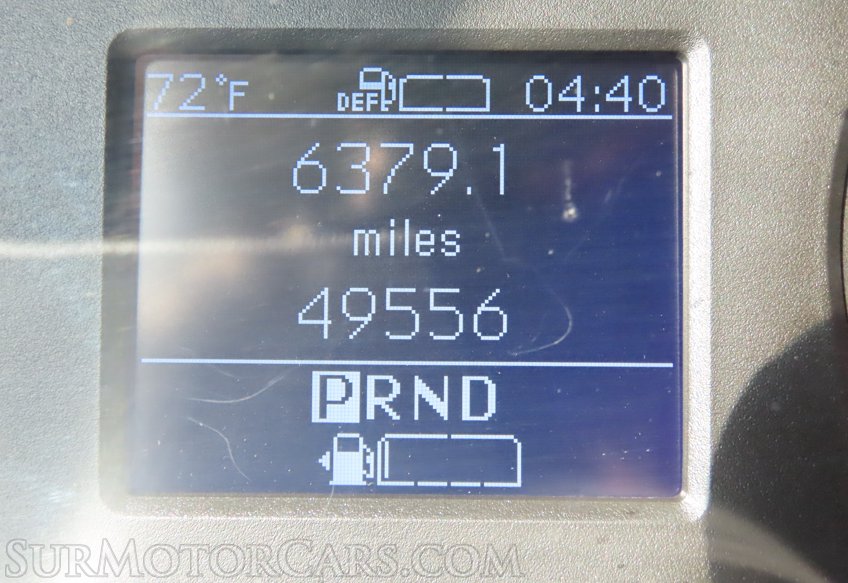 72°F DEF 04:40
6379.1
miles
49556
PRND
SurMotorCars.com